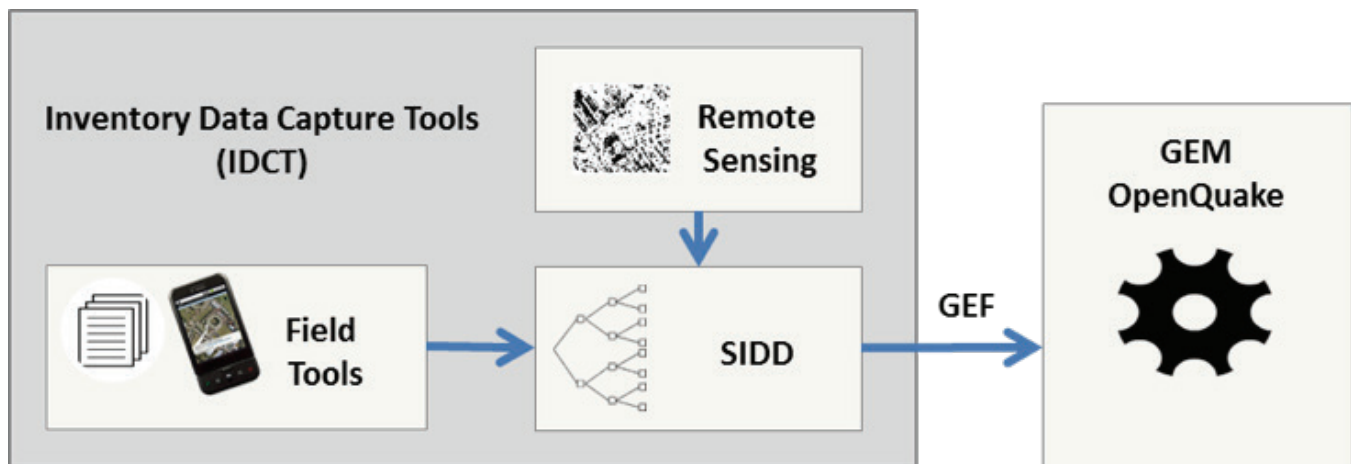 Inventory Data Capture Tools
(IDCT)
Remote
Sensing
GEM
OpenQuake
Field
Tools
SIDD
GEF